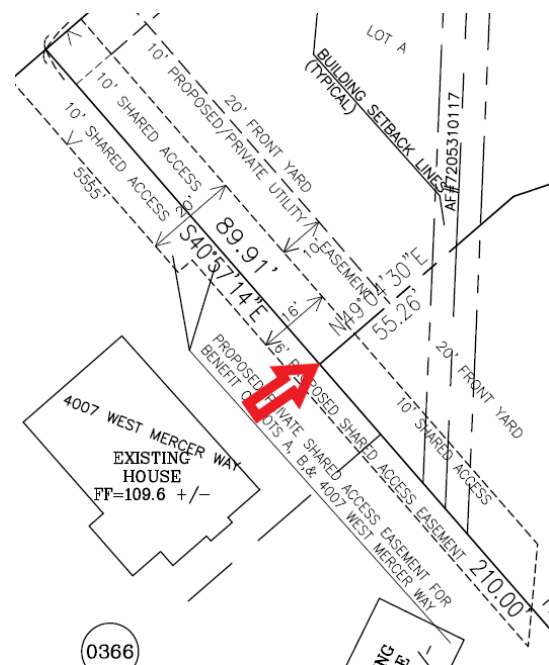 LOT A
BUILDING SETBACK LINES
(TYPICAL)
AF#7205310117
20' FRONT YARD
10' PROPOSED/PRIVATE UTILITY EASEMENT
10' SHARED ACCESS
10' SHARED ACCESS
5555'
20'
89.91'
S40°57'14"E
10'
16'
55.26'
6' PROPOSED SHARED ACCESS EASEMENT
20' FRONT YARD
10' SHARED ACCESS
PROPOSED PRIVATE SHARED ACCESS EASEMENT FOR
BENEFIT OF LOTS A, B & 4007 WEST MERCER WAY
210.00'
4007 WEST MERCER WAY
EXISTING
HOUSE
FF=109.6 +/-
0366